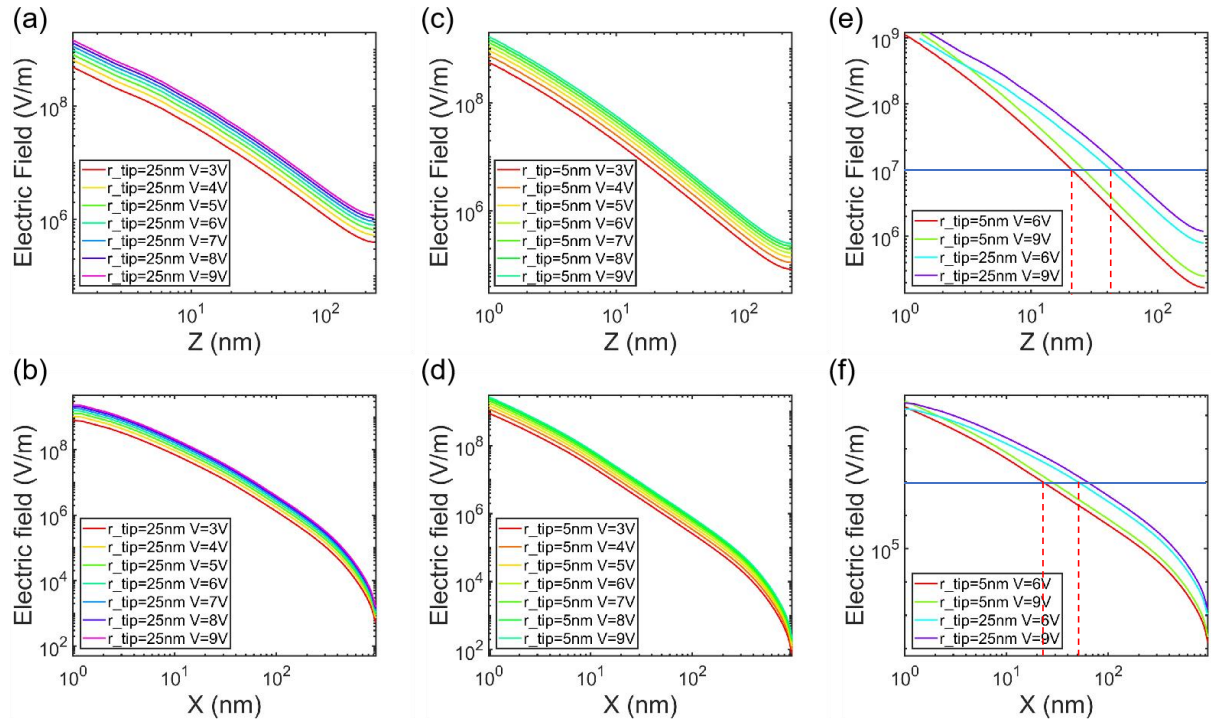 (a)
Electric Field (V/m)
10^8
10^6
r_tip=25nm V=3V
r_tip=25nm V=4V
r_tip=25nm V=5V
r_tip=25nm V=6V
r_tip=25nm V=7V
r_tip=25nm V=8V
r_tip=25nm V=9V
10^1
10^2
Z (nm)
(c)
Electric Field (V/m)
10^8
10^6
r_tip=5nm V=3V
r_tip=5nm V=4V
r_tip=5nm V=5V
r_tip=5nm V=6V
r_tip=5nm V=7V
r_tip=5nm V=8V
r_tip=5nm V=9V
10^0
10^1
10^2
Z (nm)
(e)
Electric Field (V/m)
10^9
10^8
10^7
10^6
r_tip=5nm V=6V
r_tip=5nm V=9V
r_tip=25nm V=6V
r_tip=25nm V=9V
10^0
10^1
10^2
Z (nm)
(b)
Electric field (V/m)
10^8
10^6
10^4
10^2
r_tip=25nm V=3V
r_tip=25nm V=4V
r_tip=25nm V=5V
r_tip=25nm V=6V
r_tip=25nm V=7V
r_tip=25nm V=8V
r_tip=25nm V=9V
10^0
10^1
10^2
X (nm)
(d)
Electric field (V/m)
10^8
10^6
10^4
10^2
r_tip=5nm V=3V
r_tip=5nm V=4V
r_tip=5nm V=5V
r_tip=5nm V=6V
r_tip=5nm V=7V
r_tip=5nm V=8V
r_tip=5nm V=9V
10^0
10^1
10^2
X (nm)
(f)
Electric field (V/m)
10^5
r_tip=5nm V=6V
r_tip=5nm V=9V
r_tip=25nm V=6V
r_tip=25nm V=9V
10^0
10^1
10^2
X (nm)